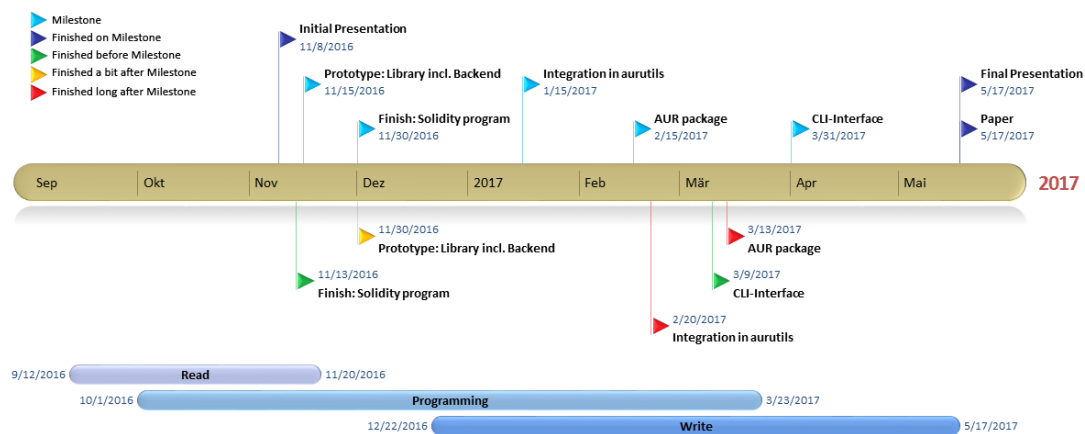 Milestone
Finished on Milestone
Finished before Milestone
Finished a bit after Milestone
Finished long after Milestone
Initial Presentation
11/8/2016
Prototype: Library incl. Backend
11/15/2016
Integration in aurutils
1/15/2017
Final Presentation
5/17/2017
Finish: Solidity program
11/30/2016
AUR package
2/15/2017
CLI-Interface
3/31/2017
Paper
5/17/2017
Sep Okt Nov Dez 2017 Feb Mär Apr Mai 2017
11/30/2016
Prototype: Library incl. Backend
3/13/2017
AUR package
11/13/2016
Finish: Solidity program
3/9/2017
CLI-Interface
2/20/2017
Integration in aurutils
9/12/2016 Read 11/20/2016
10/1/2016 Programming 3/23/2017
12/22/2016 Write 5/17/2017